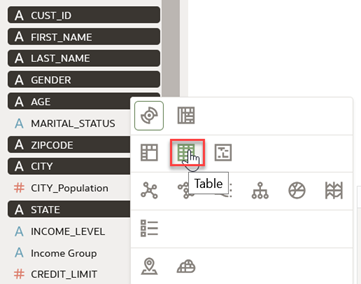 A CUST_ID
A FIRST_NAME
A LAST_NAME
A GENDER
A AGE
A MARITAL_STATUS
A ZIPCODE
A CITY
# CITY_Population
Table
A STATE
A INCOME_LEVEL
A Income Group
# CREDIT_LIMIT